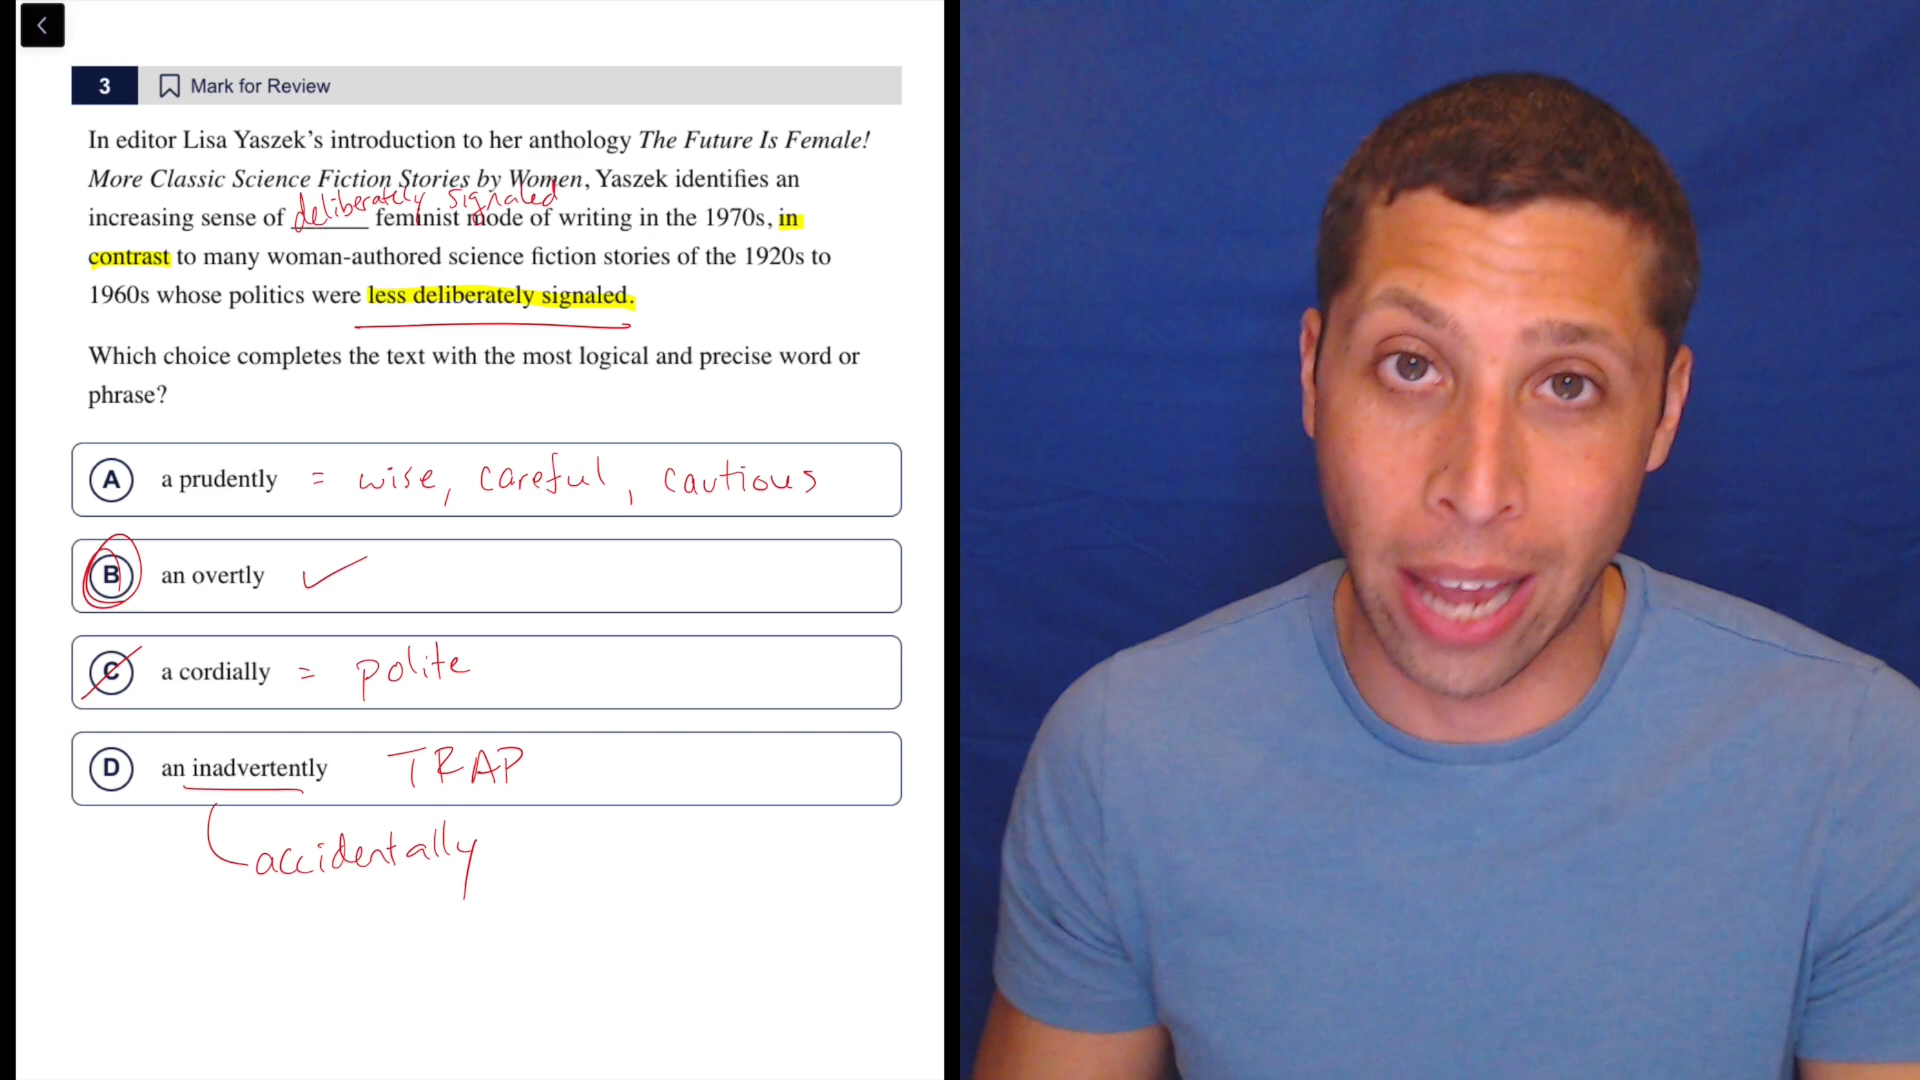 3 Mark for Review
In editor Lisa Yaszek’s introduction to her anthology The Future Is Female!
More Classic Science Fiction Stories by Women, Yaszek identifies an
deliberately signaled
increasing sense of ______ feminist mode of writing in the 1970s, in
contrast to many woman-authored science fiction stories of the 1920s to
1960s whose politics were less deliberately signaled.
Which choice completes the text with the most logical and precise word or
phrase?
A a prudently = wise, careful, cautious
B an overtly ✓
C a cordially = polite
D an inadvertently TRAP
accidentally